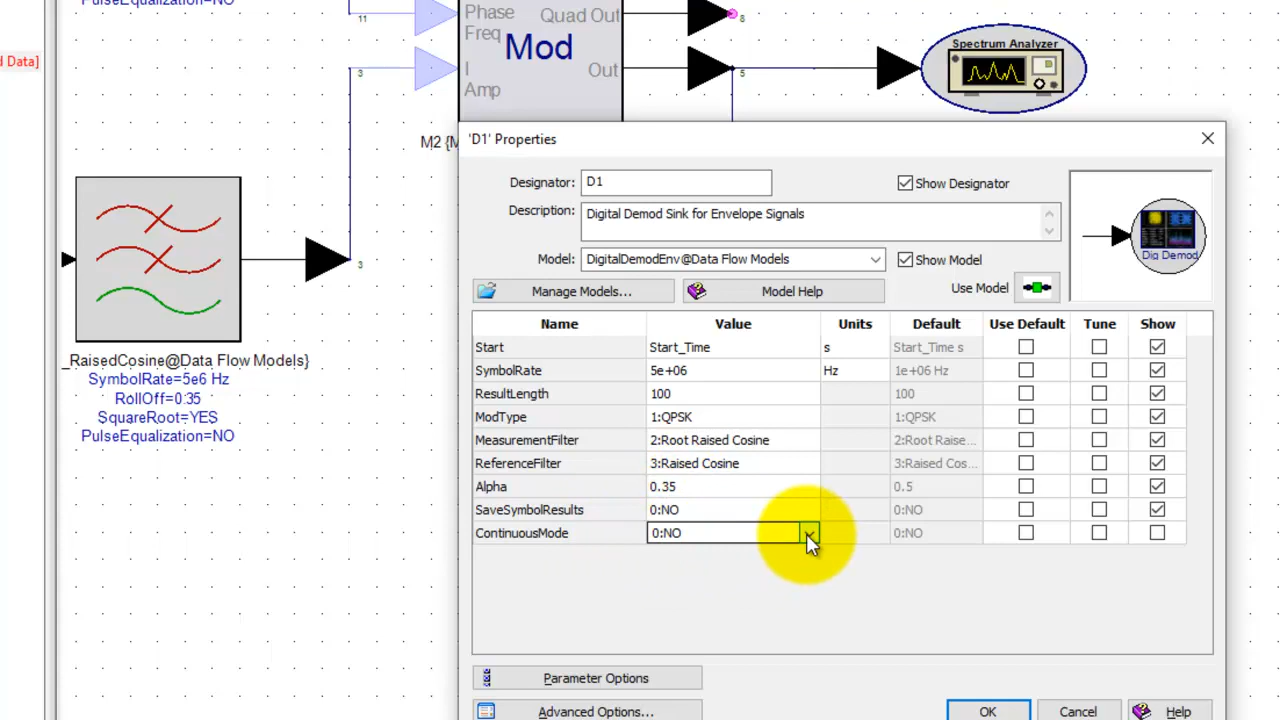 PulseEqualization=NO
d Data]
11
Phase
Freq
Quad Out
Mod
8
3
I
Amp
Out
5
Spectrum Analyzer
M2 {M
3
_RaisedCosine@Data Flow Models}
SymbolRate=5e6 Hz
RollOff=0.35
SquareRoot=YES
PulseEqualization=NO
'D1' Properties
Designator: D1 Show Designator
Description: Digital Demod Sink for Envelope Signals
Model: DigitalDemodEnv@Data Flow Models Show Model
Manage Models... Model Help Use Model
Dig Demod
Name Value Units Default Use Default Tune Show
Start Start_Time s Start_Time s
SymbolRate 5e+06 Hz 1e+06 Hz
ResultLength 100 100
ModType 1:QPSK 1:QPSK
MeasurementFilter 2:Root Raised Cosine 2:Root Raise...
ReferenceFilter 3:Raised Cosine 3:Raised Cos...
Alpha 0.35 0.5
SaveSymbolResults 0:NO 0:NO
ContinuousMode 0:NO 0:NO
Parameter Options
Advanced Options... OK Cancel Help